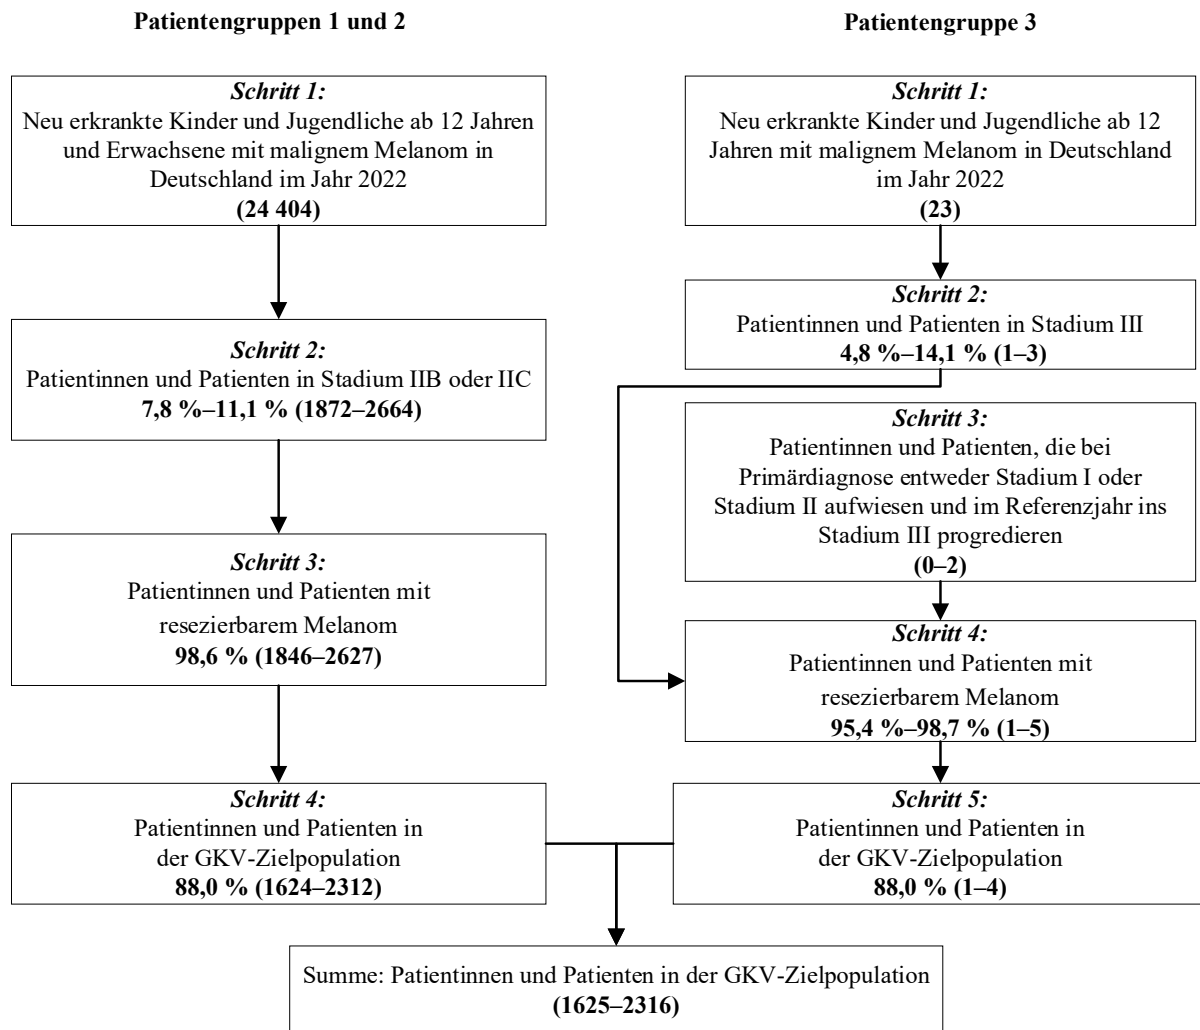 Patientengruppen 1 und 2
Schritt 1:
Neu erkrankte Kinder und Jugendliche ab 12 Jahren
und Erwachsene mit malignem Melanom in
Deutschland im Jahr 2022
(24 404)
Schritt 2:
Patientinnen und Patienten in Stadium IIB oder IIC
7,8 %–11,1 % (1872–2664)
Schritt 3:
Patientinnen und Patienten mit
resezierbarem Melanom
98,6 % (1846–2627)
Schritt 4:
Patientinnen und Patienten in
der GKV-Zielpopulation
88,0 % (1624–2312)
Patientengruppe 3
Schritt 1:
Neu erkrankte Kinder und Jugendliche ab 12
Jahren mit malignem Melanom in Deutschland
im Jahr 2022
(23)
Schritt 2:
Patientinnen und Patienten in Stadium III
4,8 %–14,1 % (1–3)
Schritt 3:
Patientinnen und Patienten, die bei
Primärdiagnose entweder Stadium I oder
Stadium II aufwiesen und im Referenzjahr ins
Stadium III progredieren
(0–2)
Schritt 4:
Patientinnen und Patienten mit
resezierbarem Melanom
95,4 %–98,7 % (1–5)
Schritt 5:
Patientinnen und Patienten in
der GKV-Zielpopulation
88,0 % (1–4)
Summe: Patientinnen und Patienten in der GKV-Zielpopulation
(1625–2316)